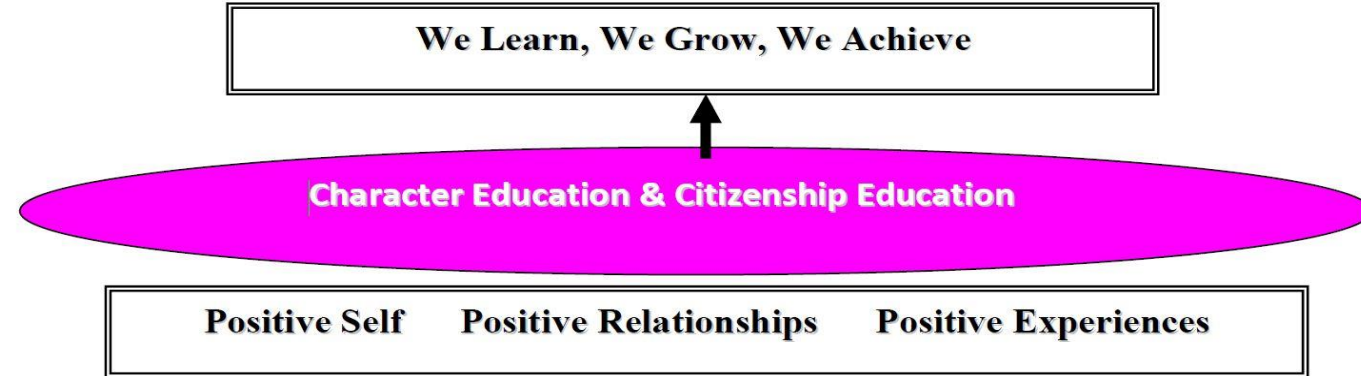 We Learn, We Grow, We Achieve
Character Education & Citizenship Education
Positive Self Positive Relationships Positive Experiences